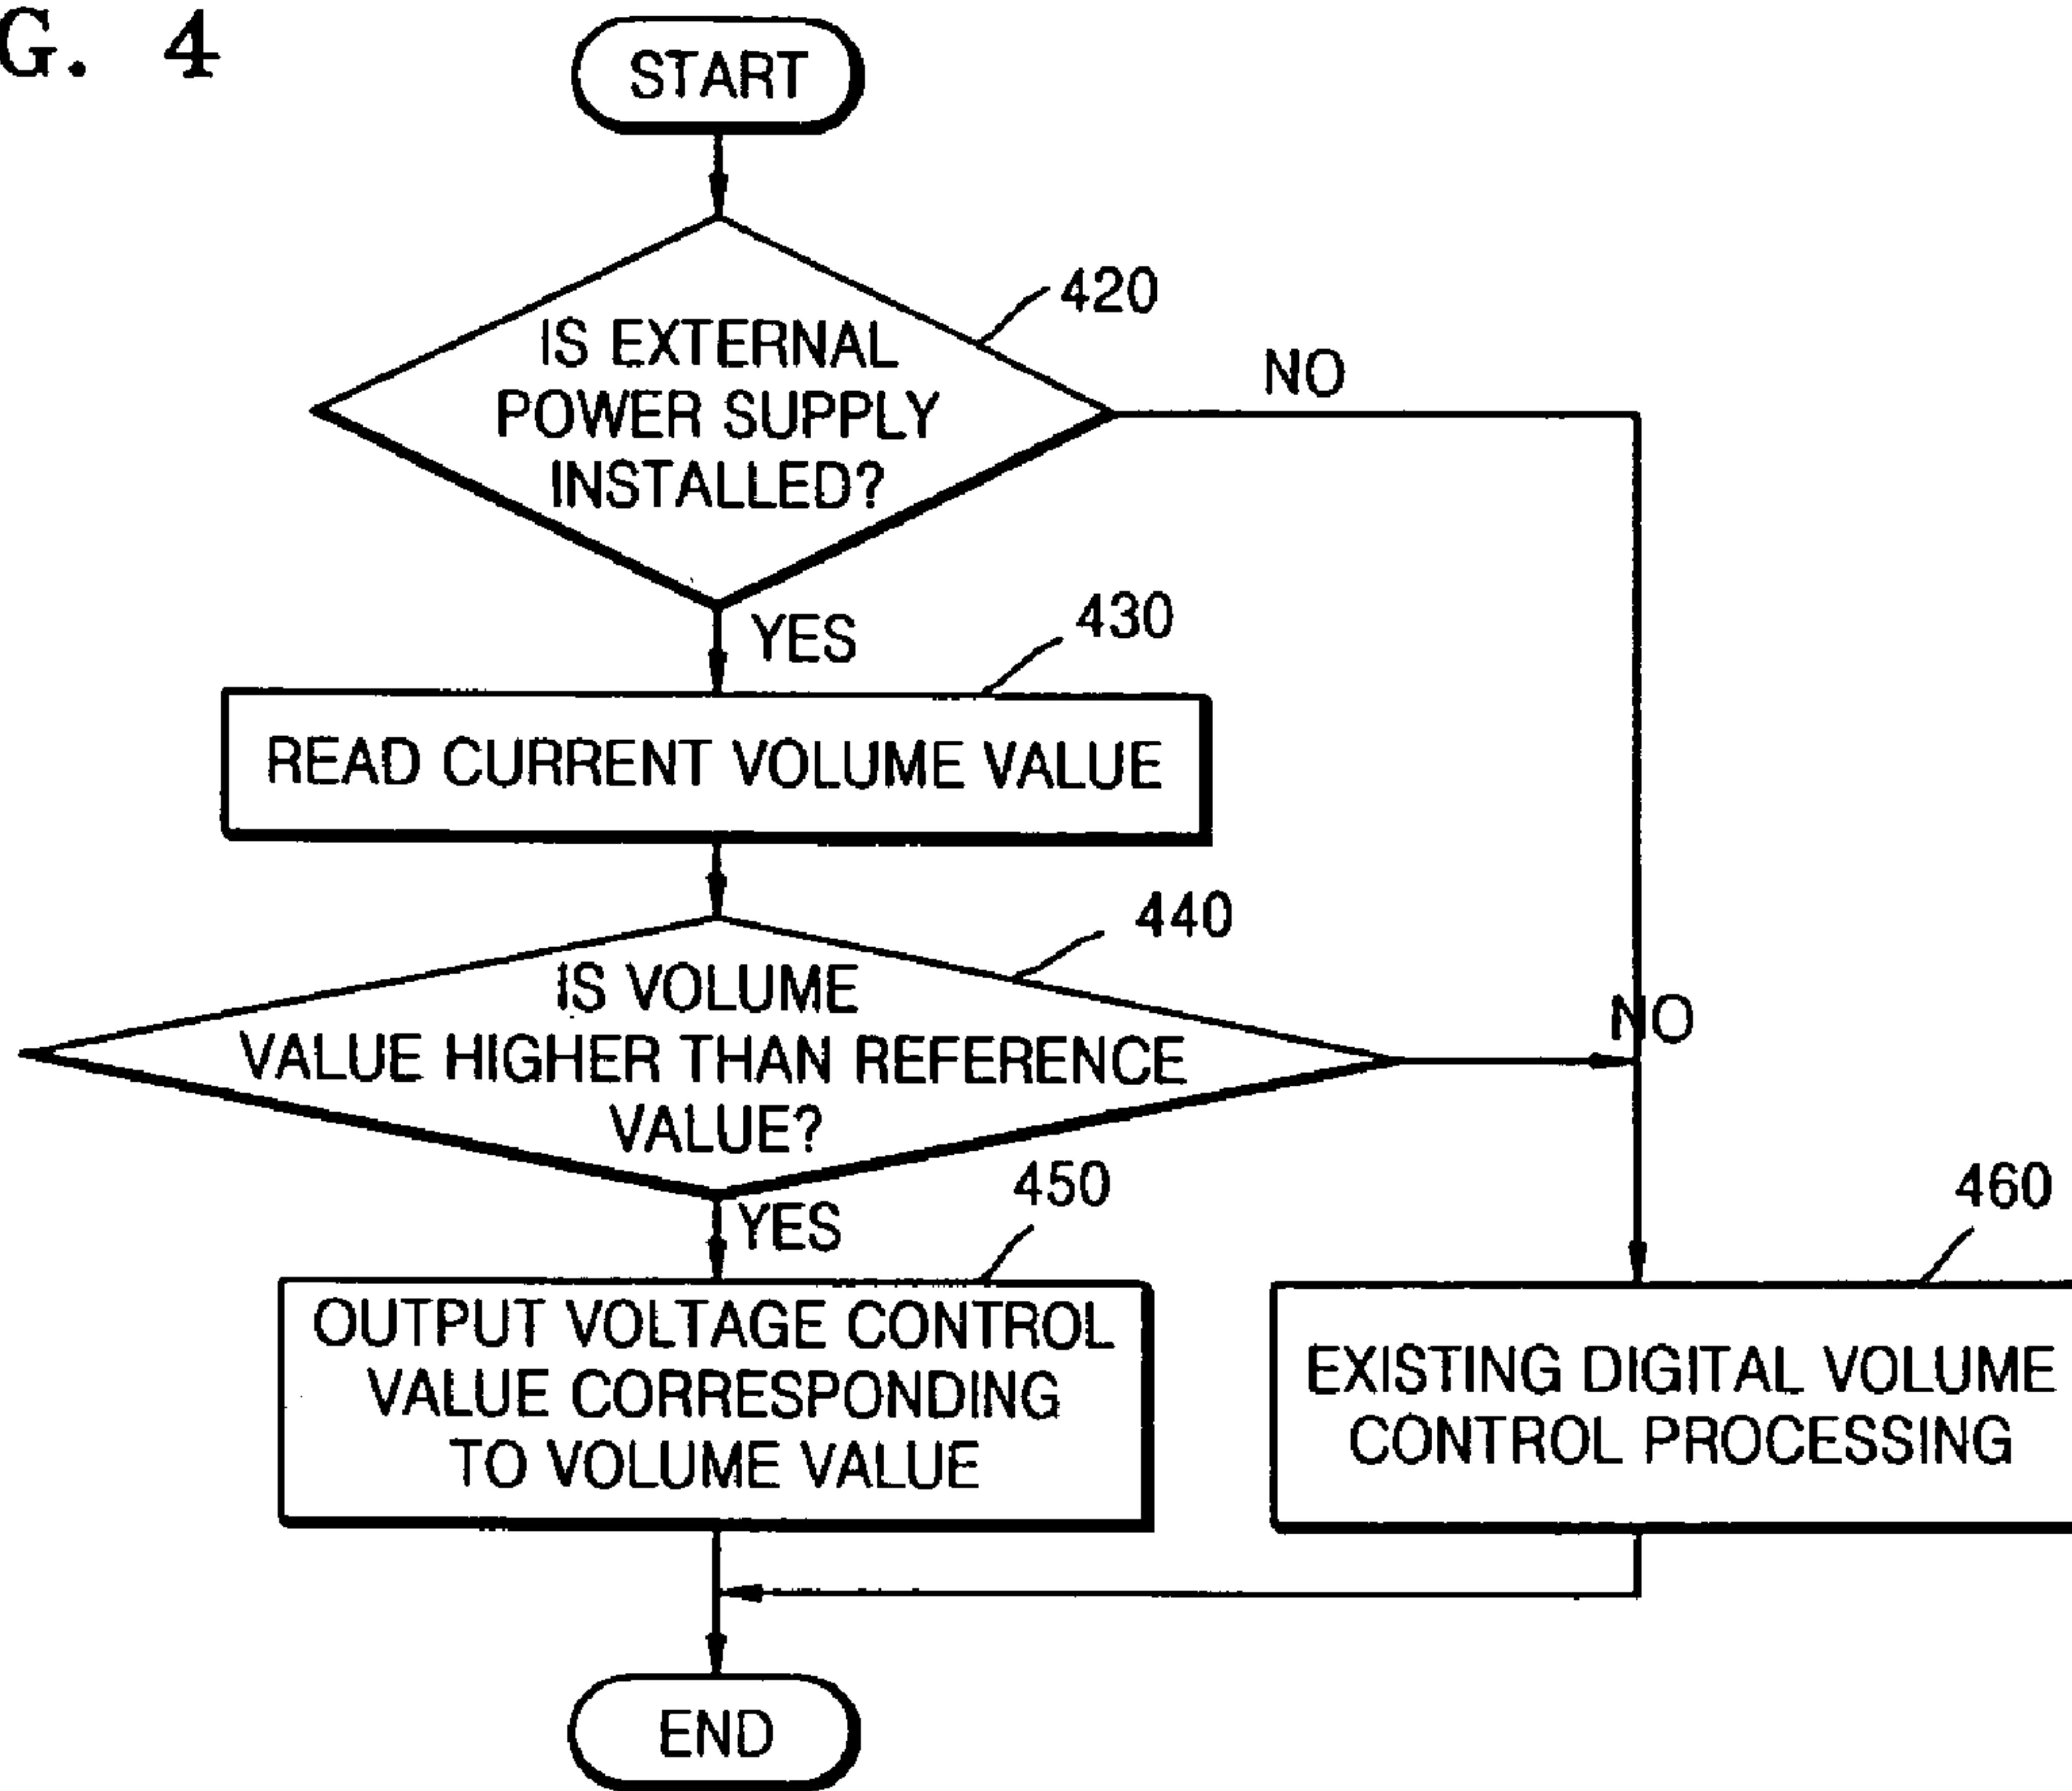 G. 4
START
420
IS EXTERNAL
POWER SUPPLY
INSTALLED?
NO
YES
430
READ CURRENT VOLUME VALUE
440
IS VOLUME
VALUE HIGHER THAN REFERENCE
VALUE?
NO
YES
450
OUTPUT VOLTAGE CONTROL
VALUE CORRESPONDING
TO VOLUME VALUE
460
EXISTING DIGITAL VOLUME
CONTROL PROCESSING
END